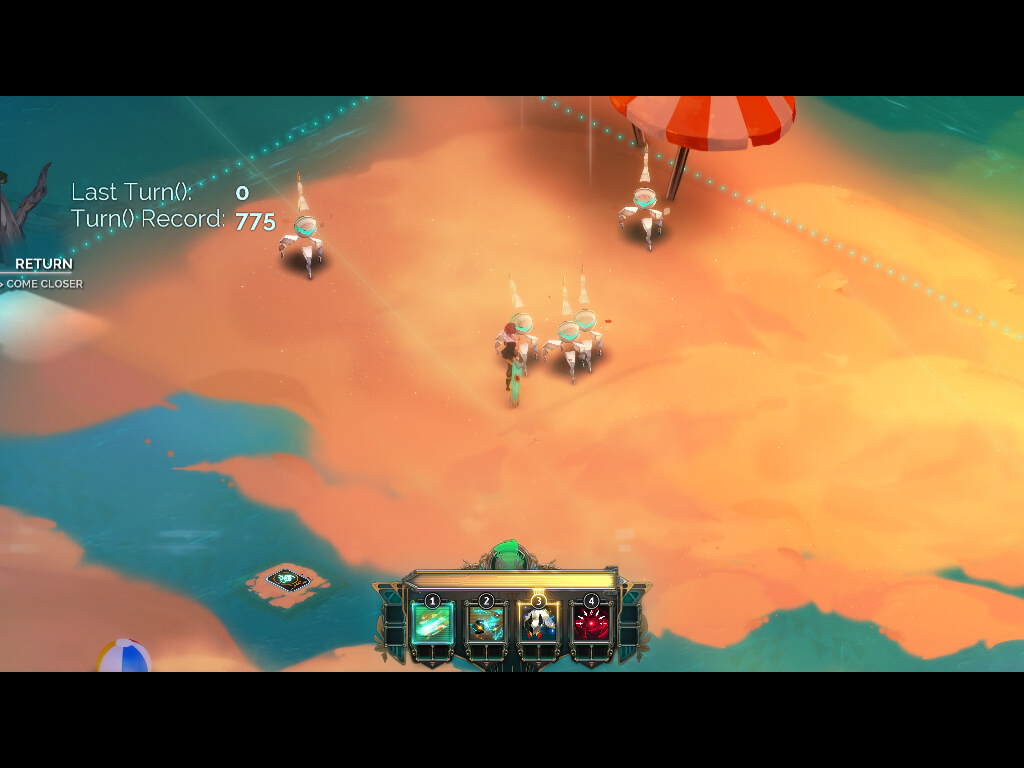 Last Turn(): 0
Turn() Record: 775
RETURN
> COME CLOSER
1 2 3 4